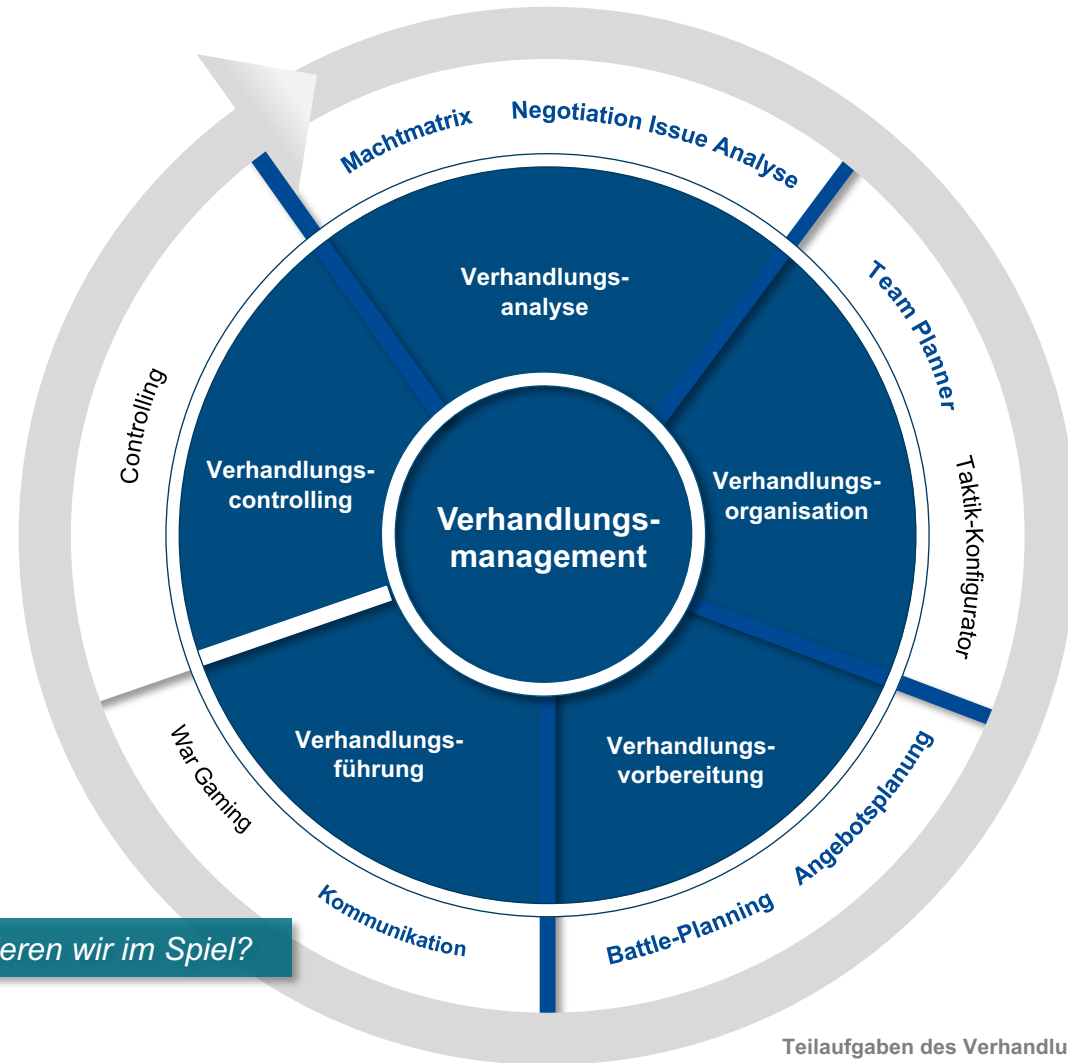 Machtmatrix
Negotiation Issue Analyse
Team Planner
Taktik-Konfigurator
Angebotsplanung
Battle-Planning
Kommunikation
War Gaming
Controlling
Verhandlungs-
analyse
Verhandlungs-
organisation
Verhandlungs-
vorbereitung
Verhandlungs-
führung
Verhandlungs-
controlling
Verhandlungs-
management
eren wir im Spiel?
Teilaufgaben des Verhandlu